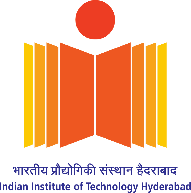 भारतीय प्रौद्योगिकी संस्थान हैदराबाद
Indian Institute of Technology Hyderabad